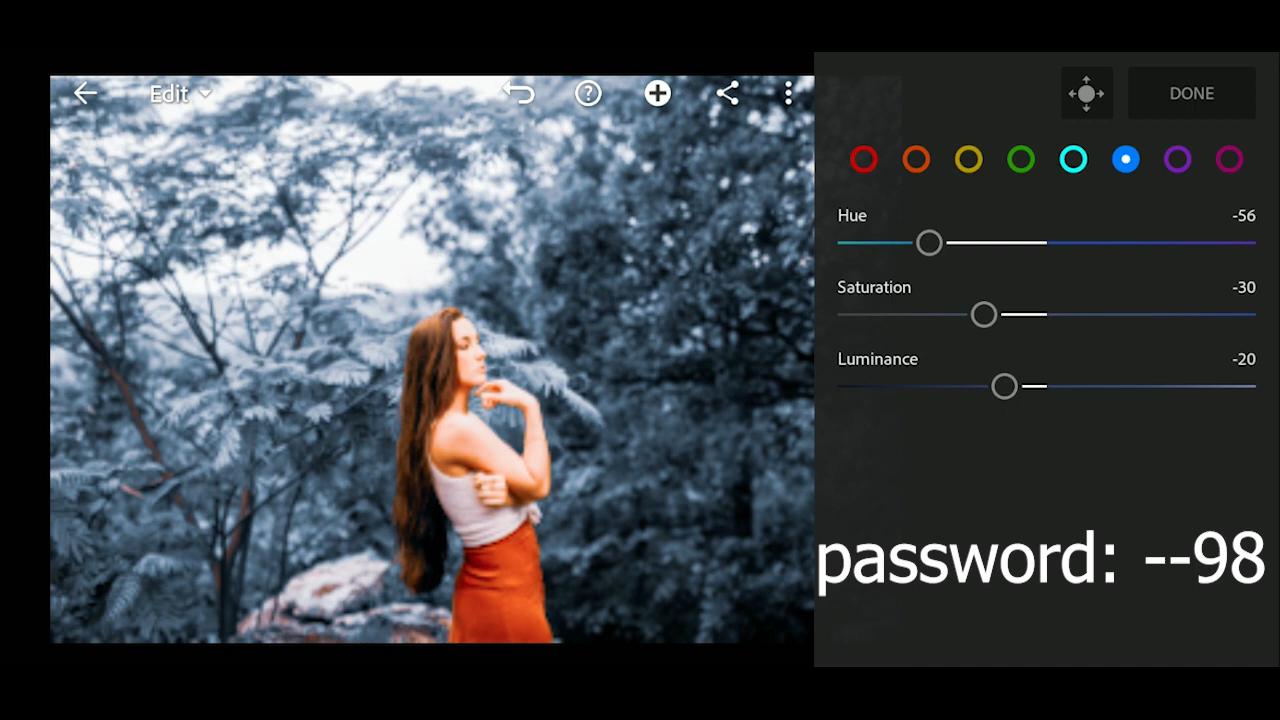 Edit
DONE
Hue -56
Saturation -30
Luminance -20
password: --98